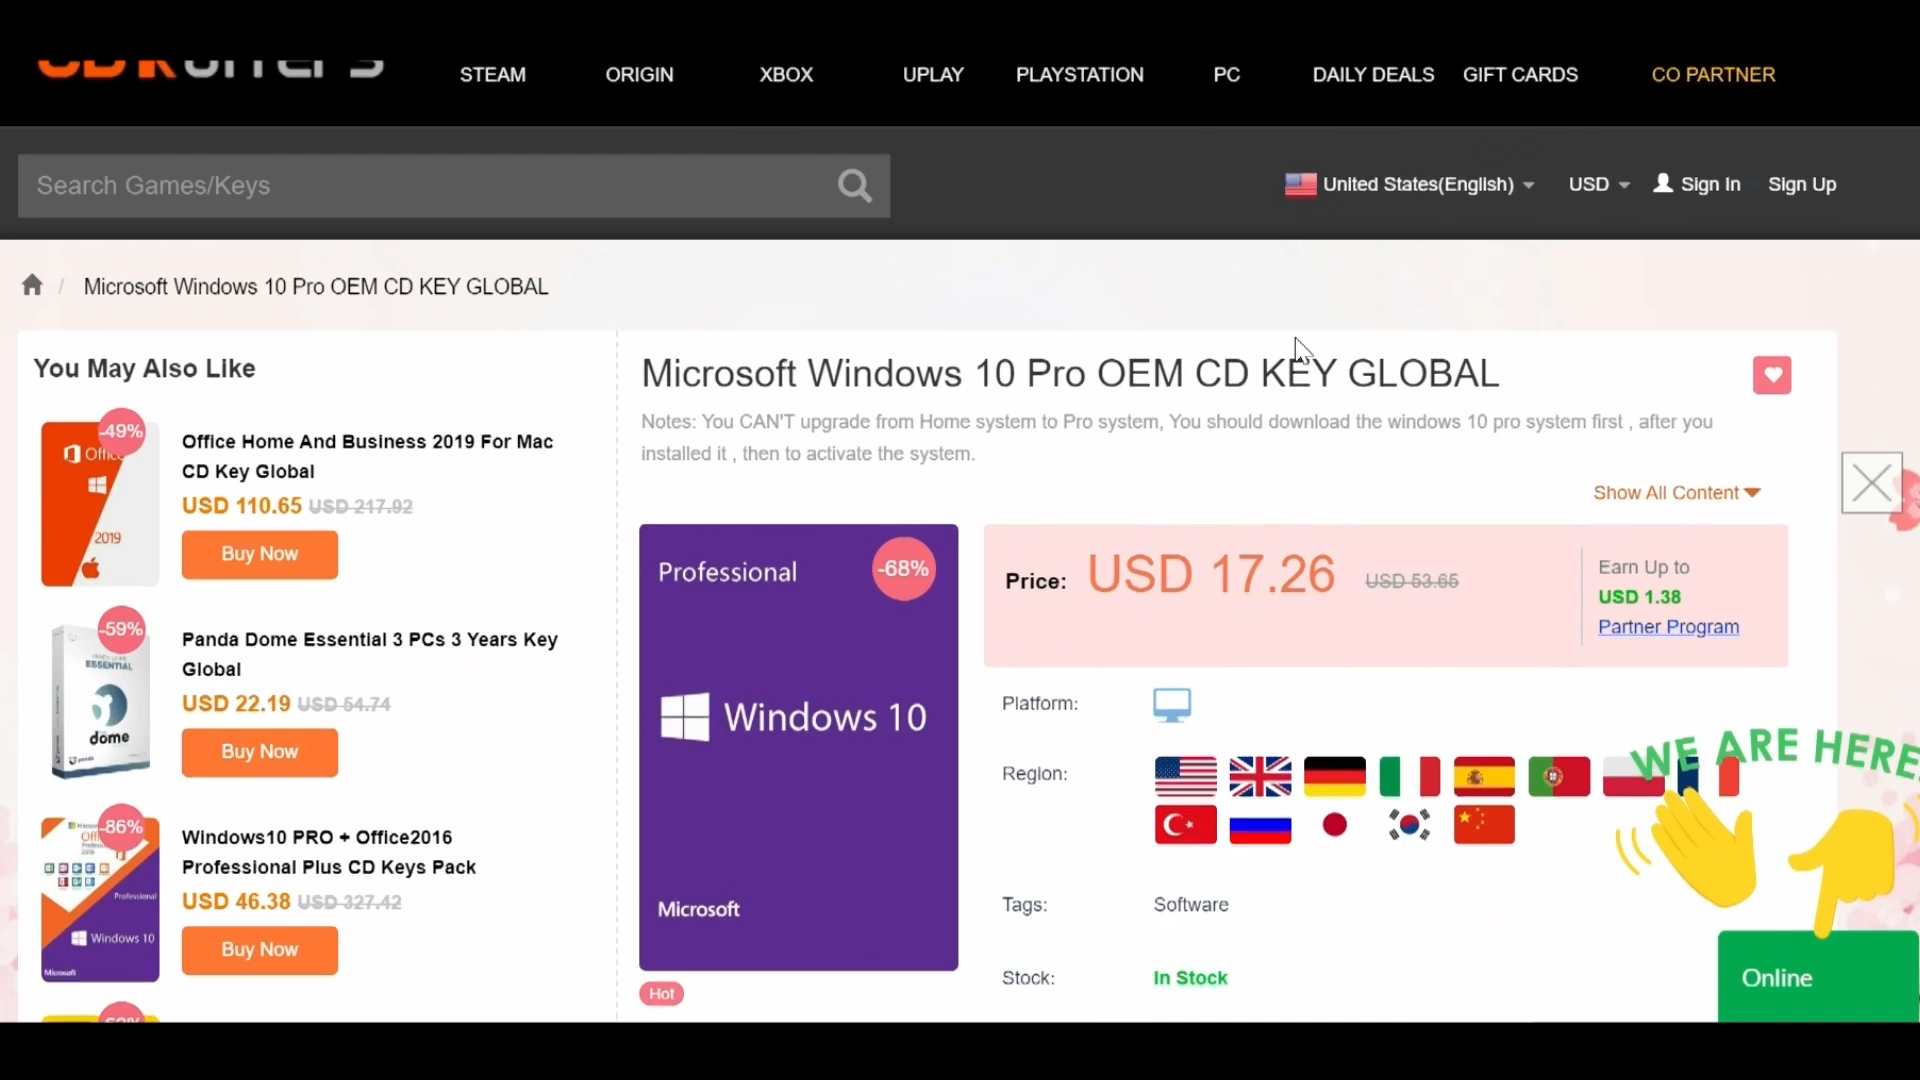 STEAM ORIGIN XBOX UPLAY PLAYSTATION PC DAILY DEALS GIFT CARDS CO PARTNER
Search Games/Keys
United States(English) USD Sign In Sign Up
/ Microsoft Windows 10 Pro OEM CD KEY GLOBAL
You May Also Like
-49%
Office
2019
Office Home And Business 2019 For Mac
CD Key Global
USD 110.65 USD 217.92
Buy Now
-59%
ESSENTIAL
dome
Panda Dome Essential 3 PCs 3 Years Key
Global
USD 22.19 USD 54.74
Buy Now
-86%
Professional
Windows 10
Microsoft
Windows10 PRO + Office2016
Professional Plus CD Keys Pack
USD 46.38 USD 327.42
Buy Now
Microsoft Windows 10 Pro OEM CD KEY GLOBAL
Notes: You CAN'T upgrade from Home system to Pro system, You should download the windows 10 pro system first , after you
installed it , then to activate the system.
Show All Content
Professional
-68%
Windows 10
Microsoft
Hot
Price: USD 17.26 USD 53.65
Earn Up to
USD 1.38
Partner Program
Platform:
Region:
Tags: Software
Stock: In Stock
WE ARE HERE
Online